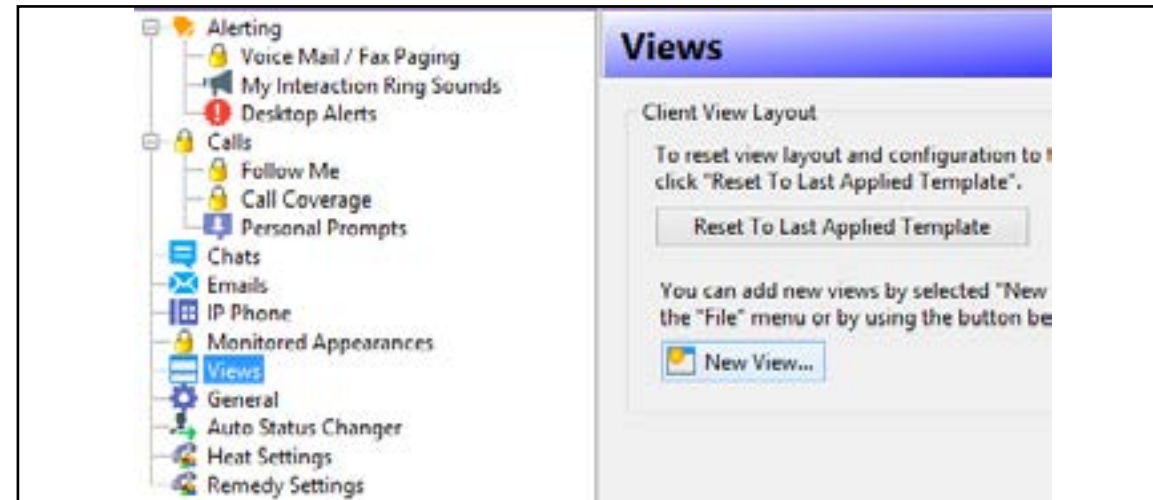 Alerting
Voice Mail / Fax Paging
My Interaction Ring Sounds
Desktop Alerts
Calls
Follow Me
Call Coverage
Personal Prompts
Chats
Emails
IP Phone
Monitored Appearances
Views
General
Auto Status Changer
Heat Settings
Remedy Settings
Views
Client View Layout
To reset view layout and configuration to
click "Reset To Last Applied Template".
Reset To Last Applied Template
You can add new views by selected "New
the "File" menu or by using the button be
New View...